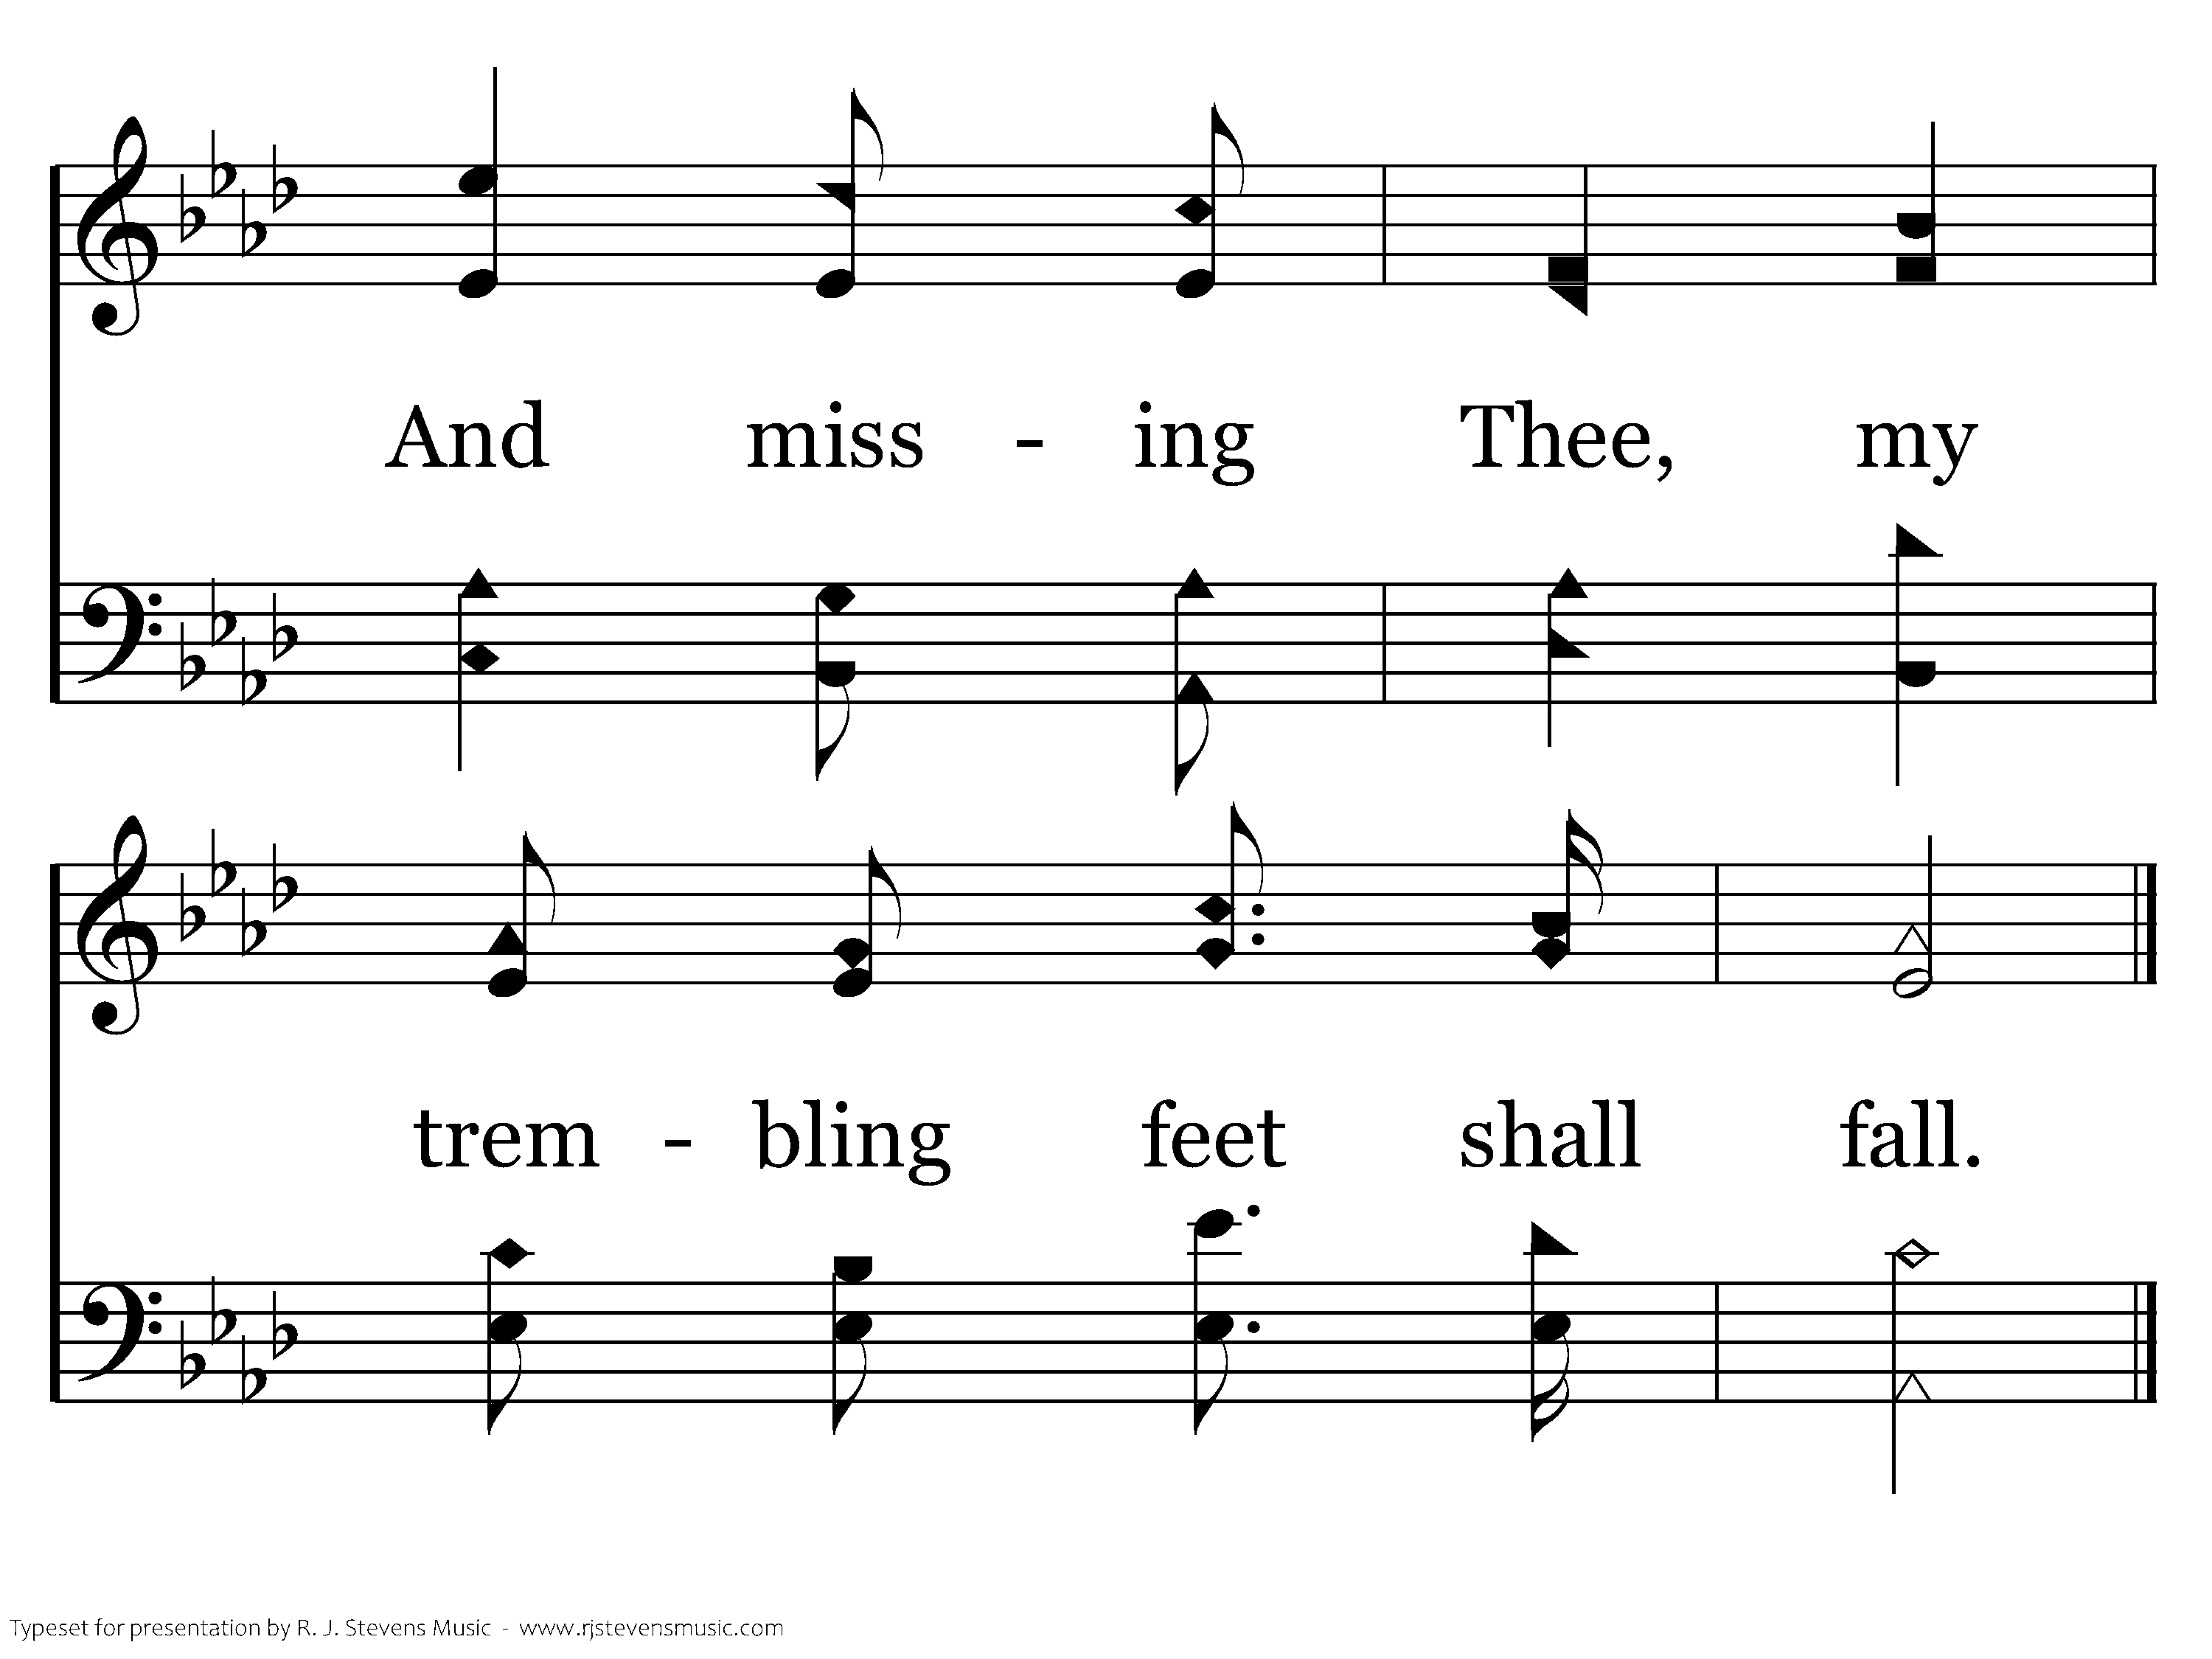 And miss - ing Thee, my
trem - bling feet shall fall.
Typeset for presentation by R. J. Stevens Music - www.rjstevensmusic.com